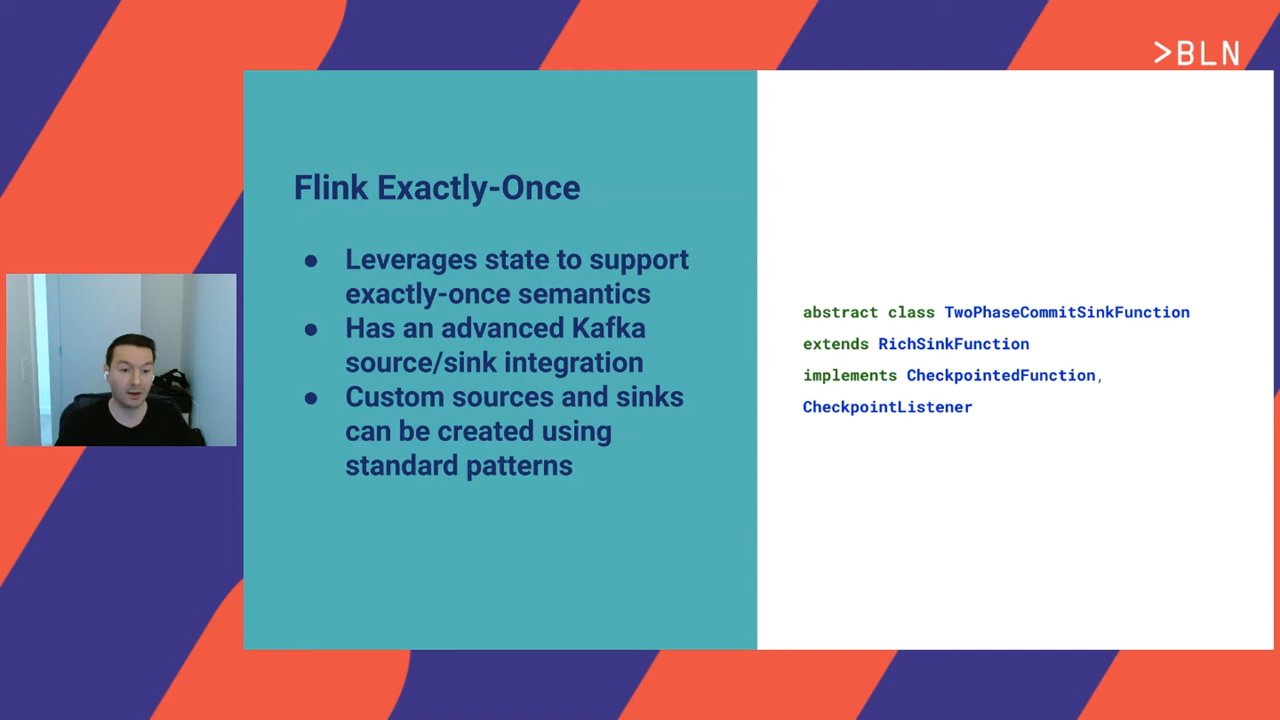 >BLN
Flink Exactly-Once
● Leverages state to support
exactly-once semantics
● Has an advanced Kafka
source/sink integration
● Custom sources and sinks
can be created using
standard patterns
abstract class TwoPhaseCommitSinkFunction
extends RichSinkFunction
implements CheckpointedFunction,
CheckpointListener